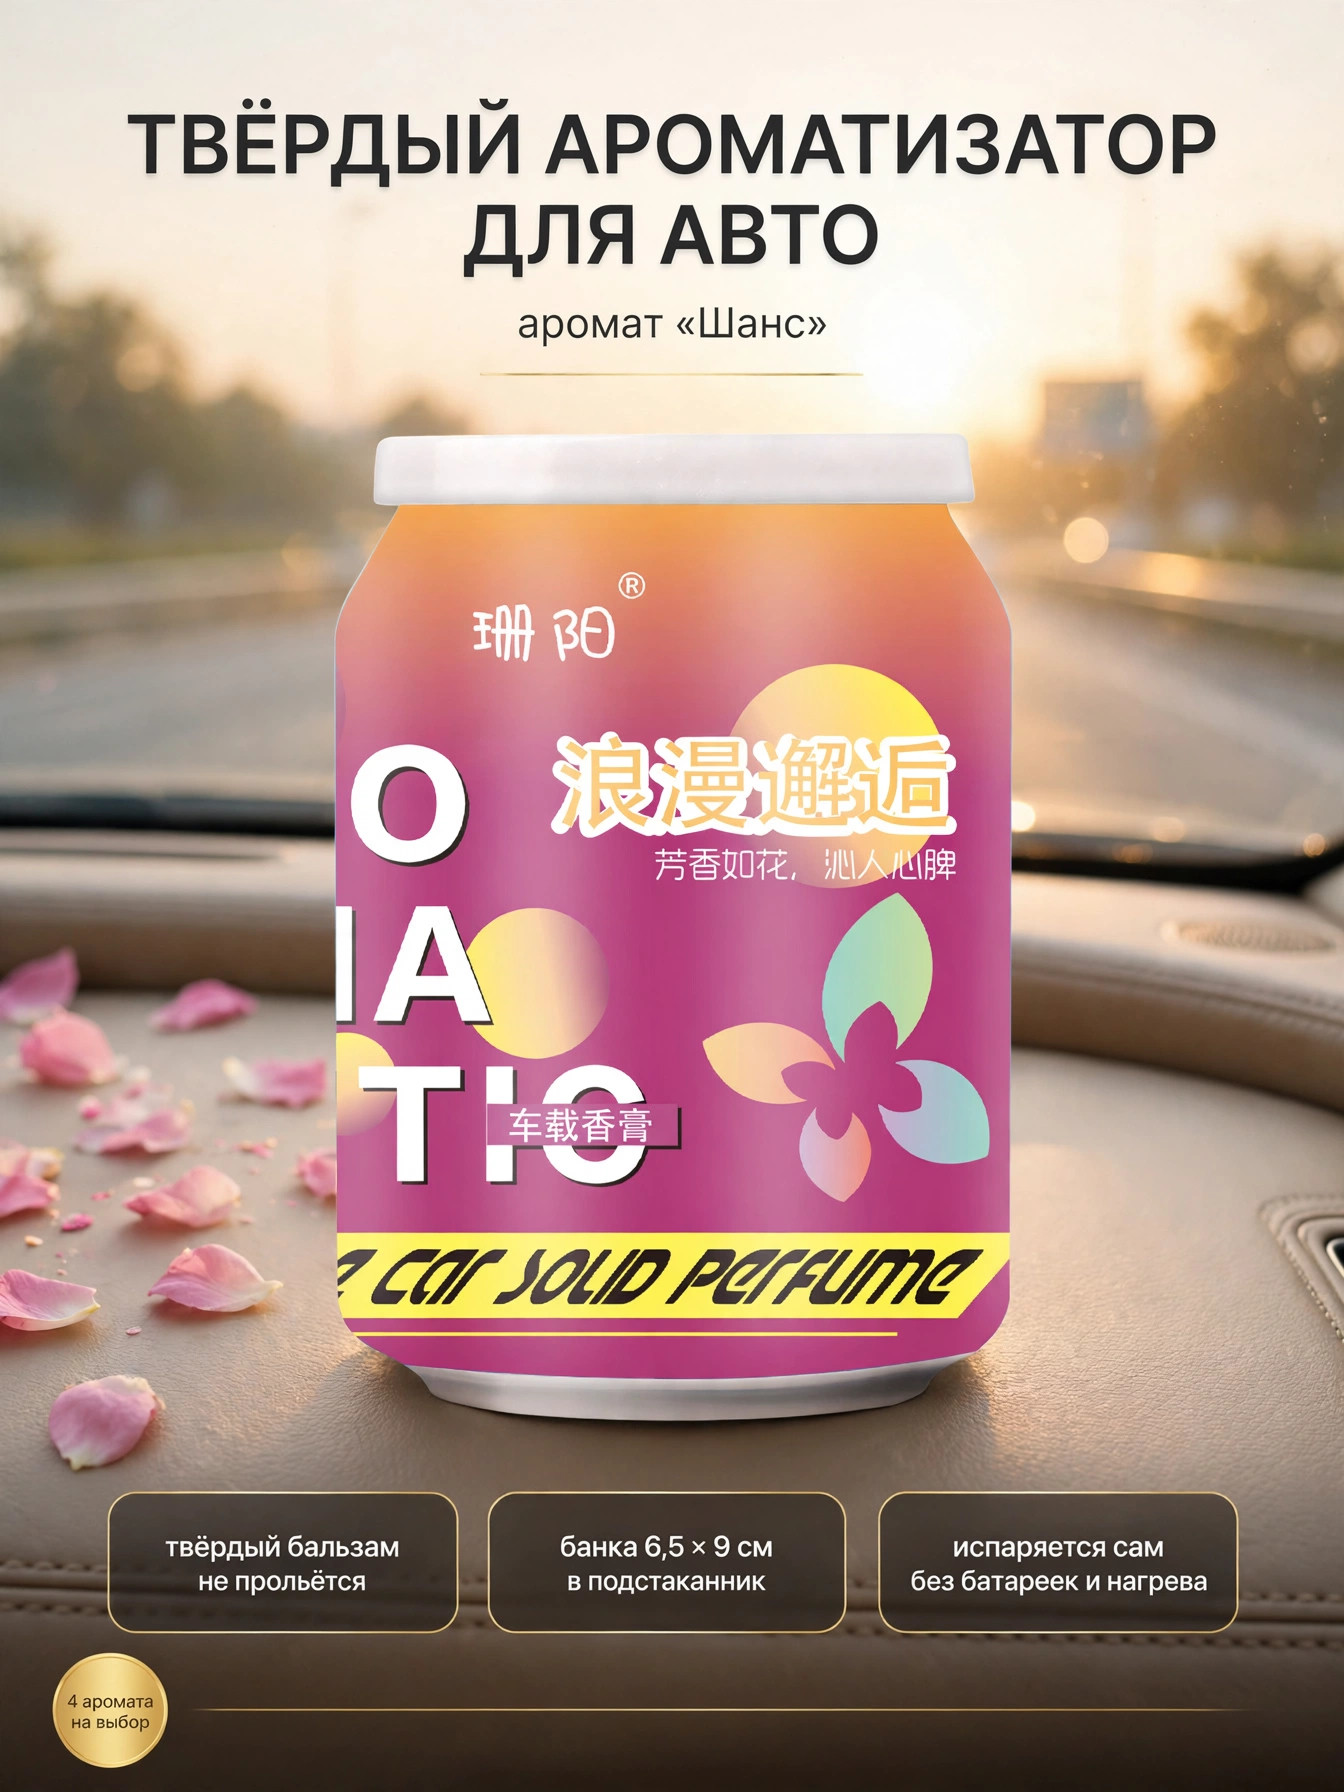 ТВЁРДЫЙ АРОМАТИЗАТОР
ДЛЯ АВТО
аромат «Шанс»
珊阳®
浪漫邂逅
芳香如花，沁人心脾
O
A
TIC
车载香膏
e car SOLID PerFUme
твёрдый бальзам
не прольётся
банка 6,5 × 9 см
в подстаканник
испаряется сам
без батареек и нагрева
4 аромата
на выбор